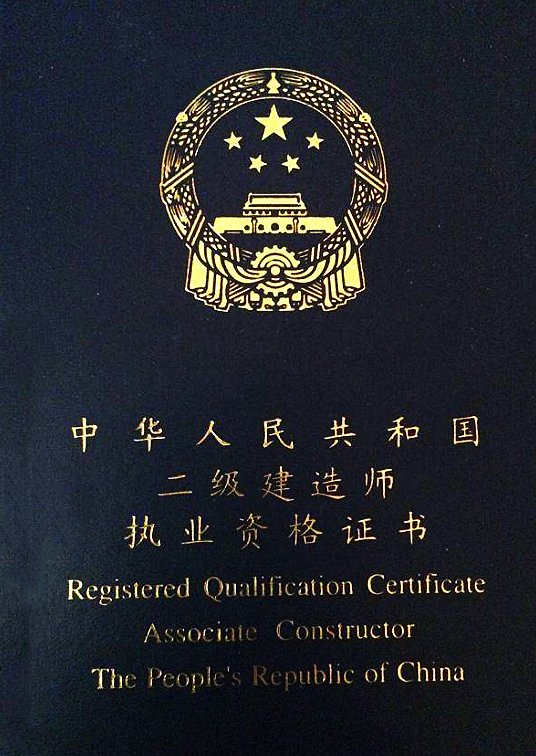 中华人民共和国
二级建造师
执业资格证书
Registered Qualification Certificate
Associate Constructor
The People's Republic of China